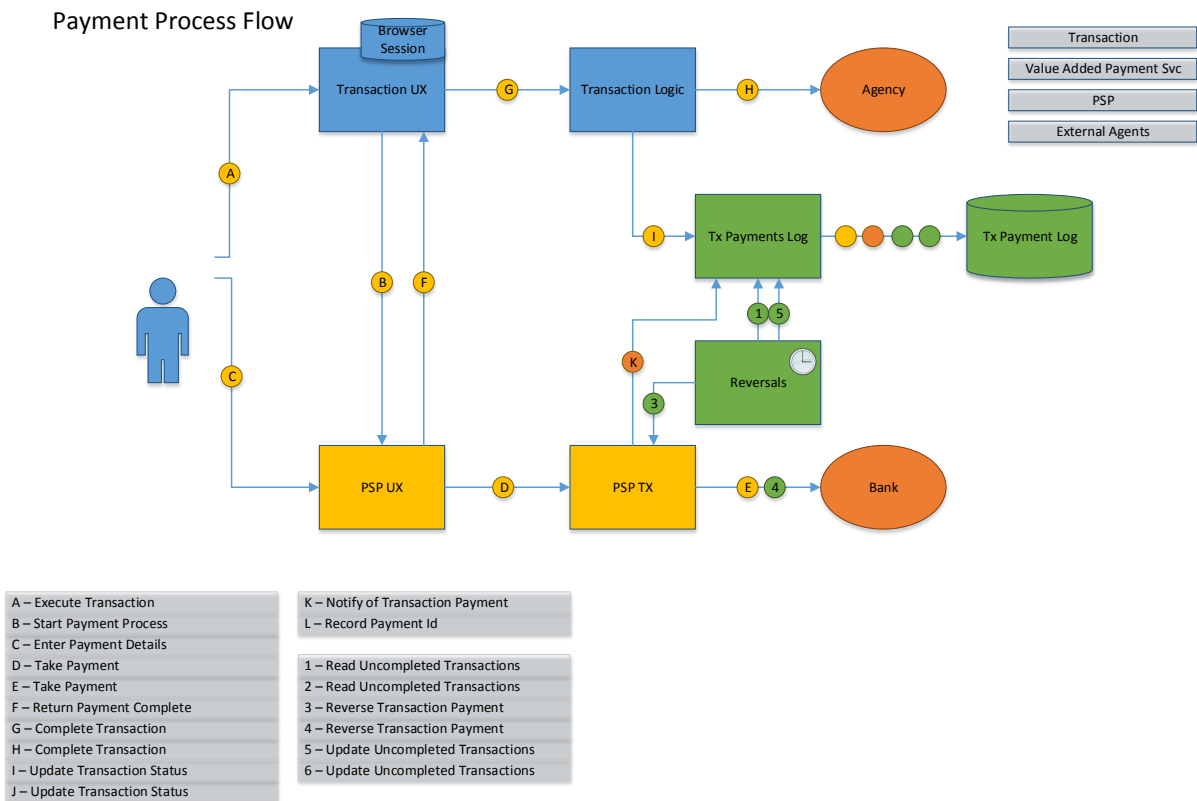 Payment Process Flow
Browser
Session
Transaction UX
G
Transaction Logic
H
Agency
Transaction
Value Added Payment Svc
PSP
External Agents
A
I
Tx Payments Log
Tx Payment Log
B
F
1
5
K
Reversals
C
3
PSP UX
D
PSP TX
E
4
Bank
A – Execute Transaction
B – Start Payment Process
C – Enter Payment Details
D – Take Payment
E – Take Payment
F – Return Payment Complete
G – Complete Transaction
H – Complete Transaction
I – Update Transaction Status
J – Update Transaction Status
K – Notify of Transaction Payment
L – Record Payment Id
1 – Read Uncompleted Transactions
2 – Read Uncompleted Transactions
3 – Reverse Transaction Payment
4 – Reverse Transaction Payment
5 – Update Uncompleted Transactions
6 – Update Uncompleted Transactions